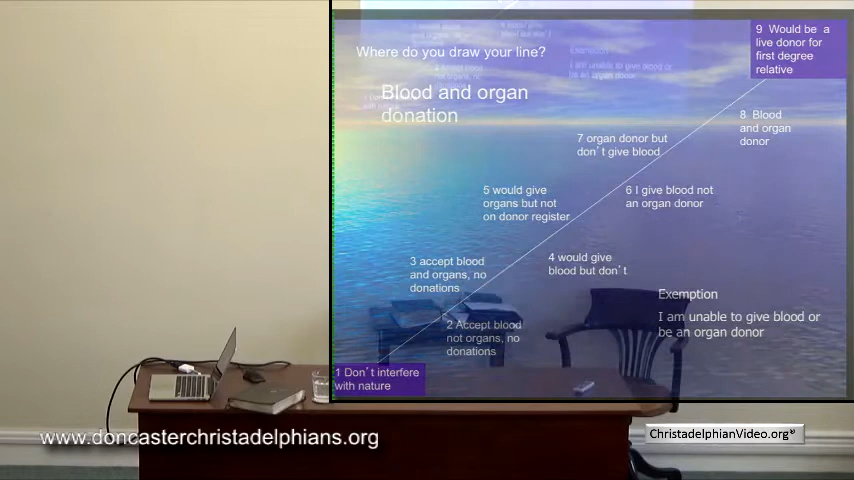 Where do you draw your line?
Blood and organ
donation
9 Would be a
live donor for
first degree
relative
8 Blood
and organ
donor
7 organ donor but
don't give blood
5 would give
organs but not
on donor register
6 I give blood not
an organ donor
3 accept blood
and organs, no
donations
4 would give
blood but don't
2 Accept blood
not organs, no
donations
Exemption
I am unable to give blood or
be an organ donor
1 Don't interfere
with nature
www.doncasterchristadelphians.org
ChristadelphianVideo.org®